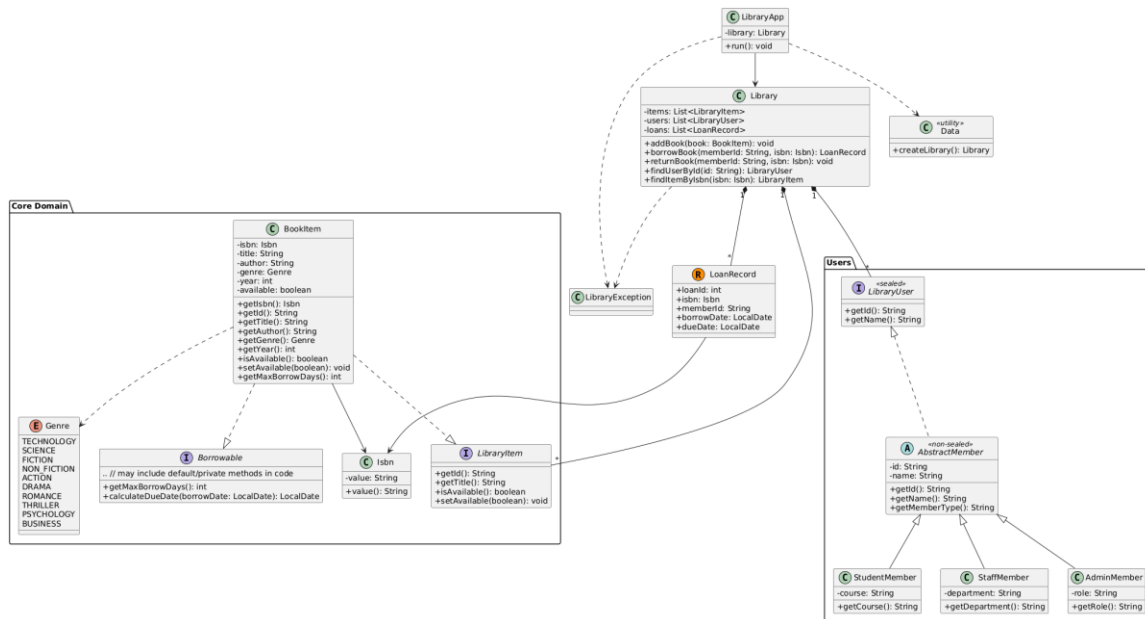 C LibraryApp
-library: Library
+run(): void
C Library
-items: List<LibraryItem>
-users: List<LibraryUser>
-loans: List<LoanRecord>
+addBook(book: BookItem): void
+borrowBook(memberId: String, isbn: Isbn): LoanRecord
+returnBook(memberId: String, isbn: Isbn): void
+findUserById(id: String): LibraryUser
+findItemByIsbn(isbn: Isbn): LibraryItem
C «utility»
Data
+createLibrary(): Library
1
1
1
Core Domain
C BookItem
-isbn: Isbn
-title: String
-author: String
-genre: Genre
-year: int
-available: boolean
+getIsbn(): Isbn
+getId(): String
+getTitle(): String
+getAuthor(): String
+getGenre(): Genre
+getYear(): int
+isAvailable(): boolean
+setAvailable(boolean): void
+getMaxBorrowDays(): int
C LibraryException
*
R LoanRecord
+loanId: int
+isbn: Isbn
+memberId: String
+borrowDate: LocalDate
+dueDate: LocalDate
Users
*
I «sealed»
LibraryUser
+getId(): String
+getName(): String
E Genre
TECHNOLOGY
SCIENCE
FICTION
NON_FICTION
ACTION
DRAMA
ROMANCE
THRILLER
PSYCHOLOGY
BUSINESS
I Borrowable
.. // may include default/private methods in code
+getMaxBorrowDays(): int
+calculateDueDate(borrowDate: LocalDate): LocalDate
C Isbn
-value: String
+value(): String
I LibraryItem
+getId(): String
+getTitle(): String
+isAvailable(): boolean
+setAvailable(boolean): void
*
A «non-sealed»
AbstractMember
-id: String
-name: String
+getId(): String
+getName(): String
+getMemberType(): String
C StudentMember
-course: String
+getCourse(): String
C StaffMember
-department: String
+getDepartment(): String
C AdminMember
-role: String
+getRole(): String